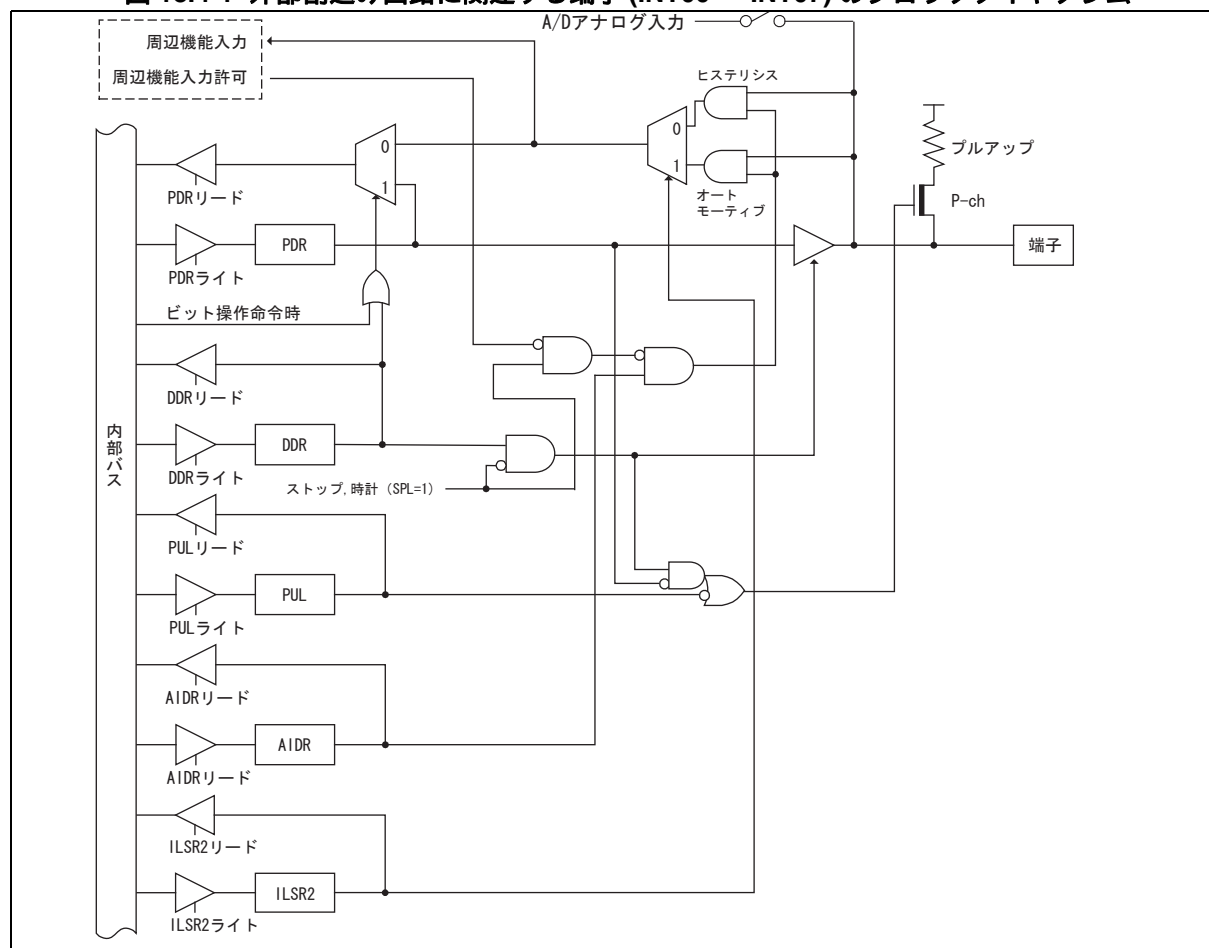 A/Dアナログ入力
周辺機能入力
周辺機能入力許可
ヒステリシス
0
1
オート
モーティブ
プルアップ
P-ch
端子
0
1
PDRリード
PDR
PDRライト
ビット操作命令時
DDRリード
DDR
DDRライト
ストップ,時計 (SPL=1)
内部バス
PULリード
PUL
PULライト
AIDRリード
AIDR
AIDRリード
ILSR2リード
ILSR2
ILSR2ライト